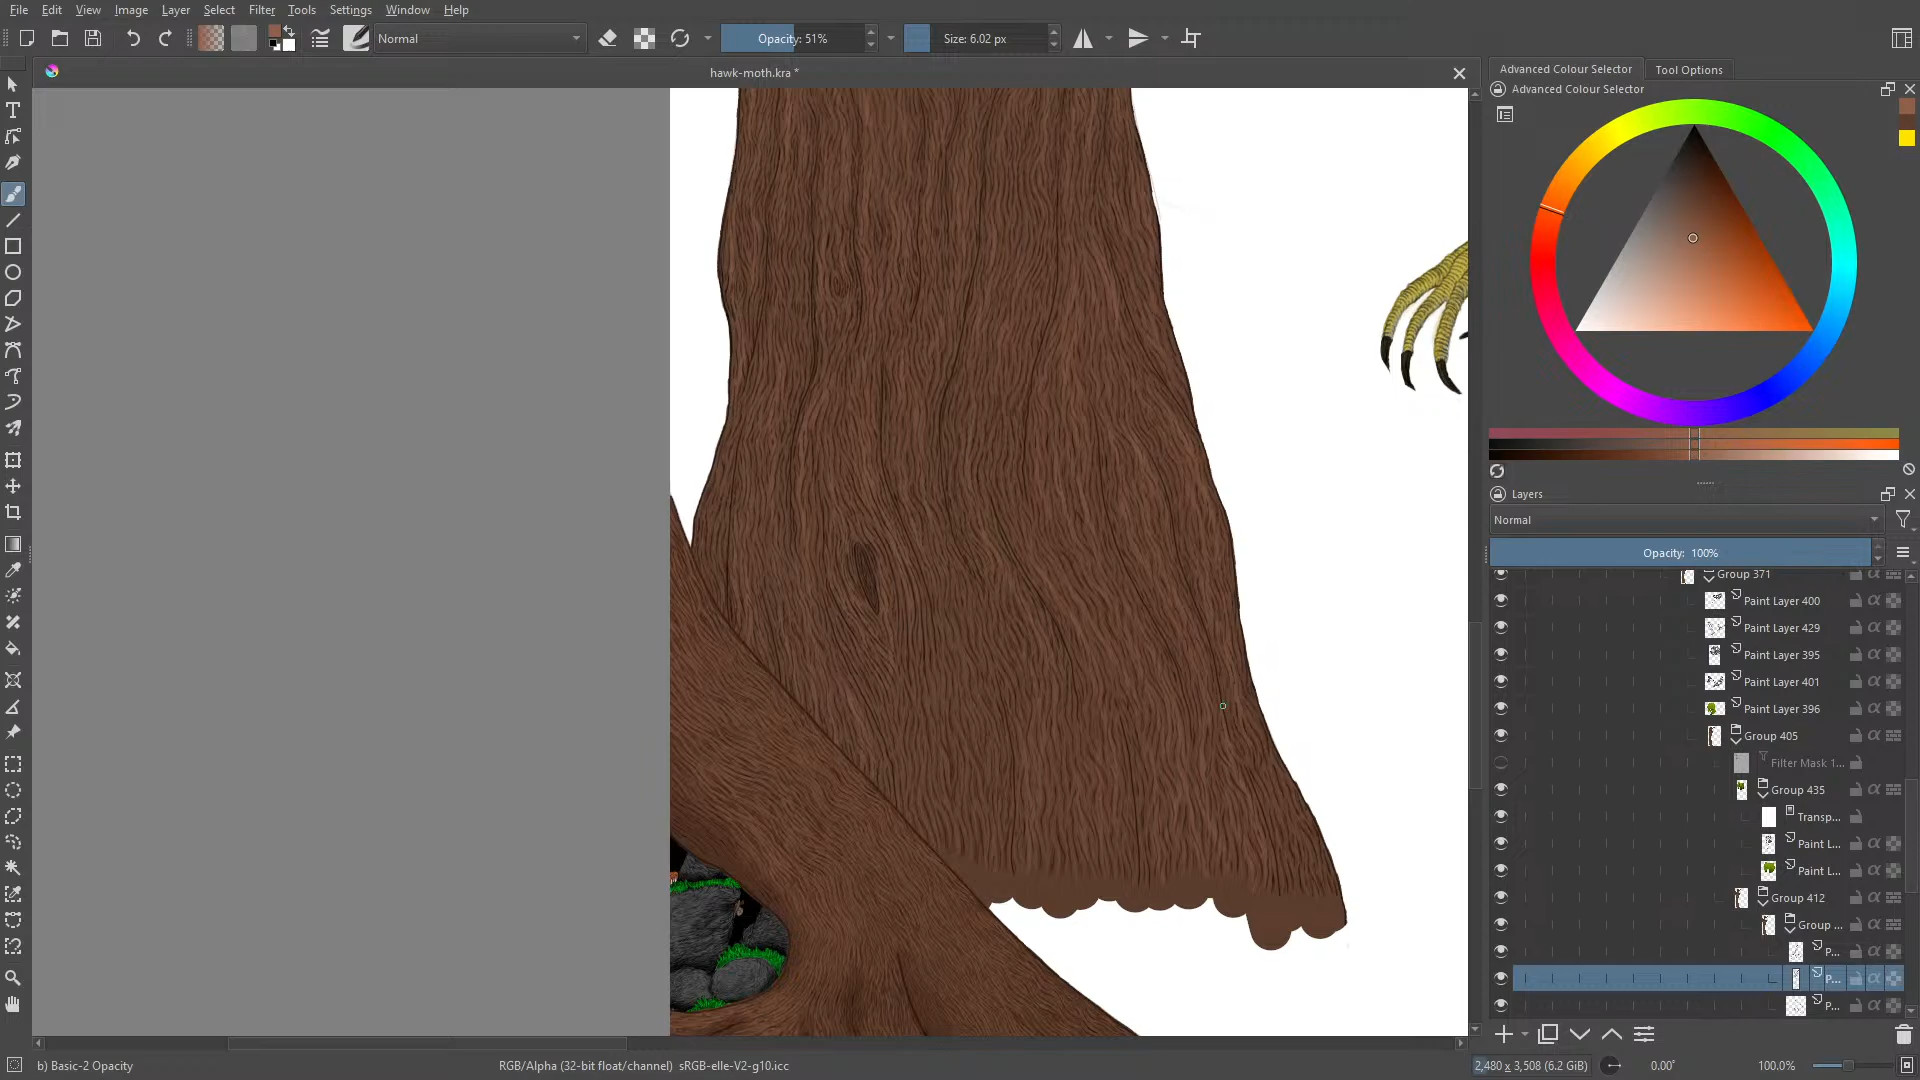 File Edit View Image Layer Select Filter Tools Settings Window Help
Normal
Opacity: 51%
Size: 6.02 px
hawk-moth.kra *
Advanced Colour Selector
Tool Options
Advanced Colour Selector
Layers
Normal
Opacity: 100%
Group 371
Paint Layer 400
Paint Layer 429
Paint Layer 395
Paint Layer 401
Paint Layer 396
Group 405
Filter Mask 1...
Group 435
Transp...
Paint L...
Paint L...
Group 412
Group ...
P...
P...
P...
b) Basic-2 Opacity
RGB/Alpha (32-bit float/channel) sRGB-elle-V2-g10.icc
2,480 x 3,508 (6.2 GiB)
0.00°
100.0%